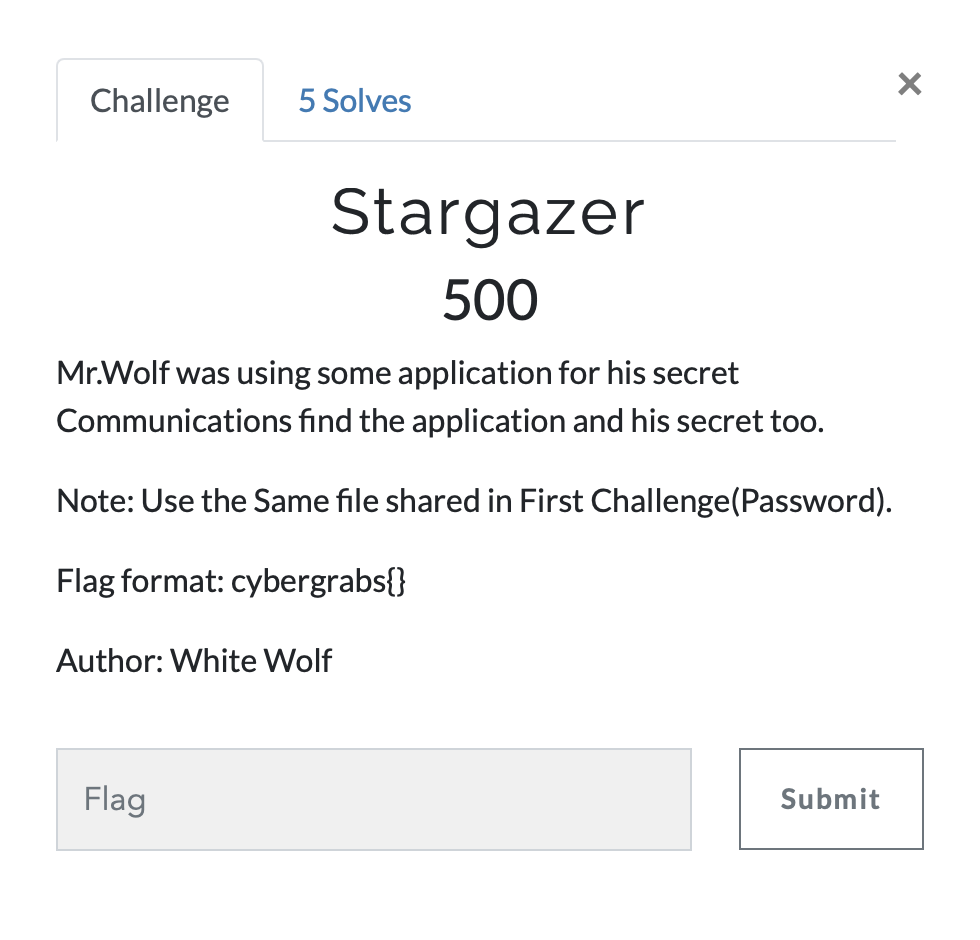 Challenge
5 Solves
×
Stargazer
500
Mr.Wolf was using some application for his secret
Communications find the application and his secret too.
Note: Use the Same file shared in First Challenge(Password).
Flag format: cybergrabs{}
Author: White Wolf
Flag
Submit